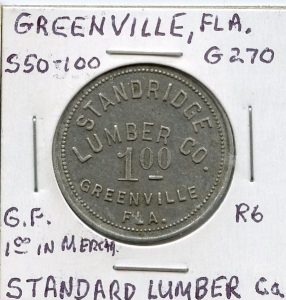 GREENVILLE, FLA.
S50-100 G270
STANDRIDGE
LUMBER CO.
1 00
GREENVILLE
FLA.
G.F. R6
1 00 IN MERCH.
STANDARD LUMBER Co.